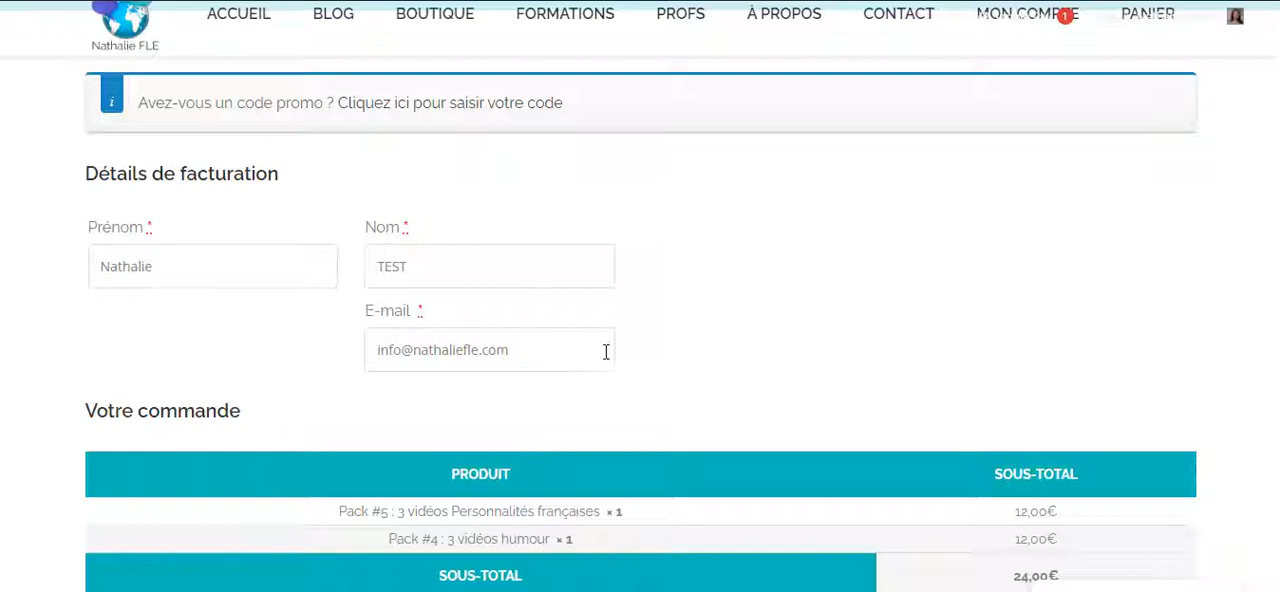 ACCUEIL BLOG BOUTIQUE FORMATIONS PROFS À PROPOS CONTACT MON COMPTE 1 PANIER
Nathalie FLE
i Avez-vous un code promo ? Cliquez ici pour saisir votre code
Détails de facturation
Prénom * Nom *
Nathalie TEST
E-mail *
info@nathaliefle.com
Votre commande
PRODUIT SOUS-TOTAL
Pack #5 : 3 vidéos Personnalités françaises × 1 12,00€
Pack #4 : 3 vidéos humour × 1 12,00€
SOUS-TOTAL 24,00€